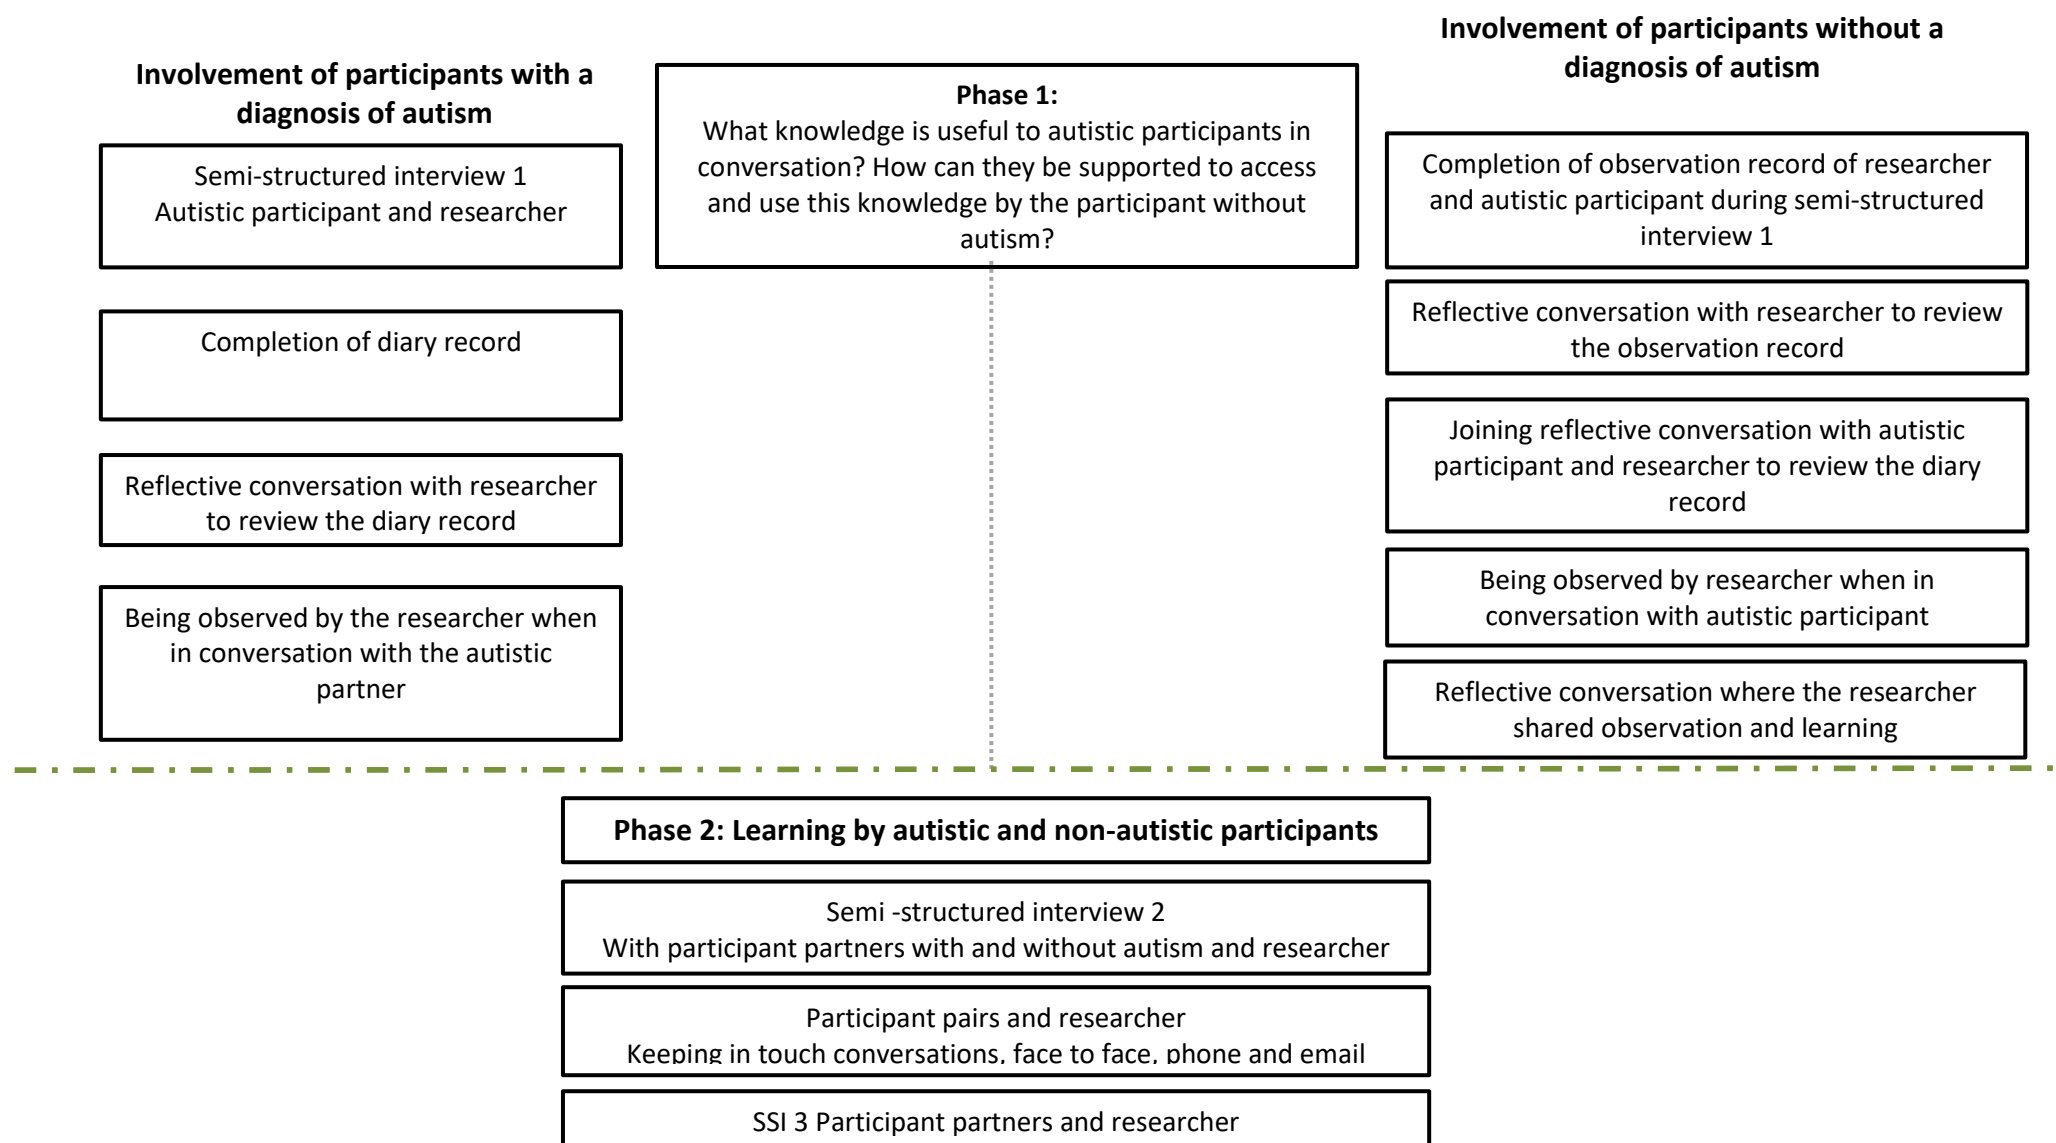 Involvement of participants with a
diagnosis of autism
Semi-structured interview 1
Autistic participant and researcher
Completion of diary record
Reflective conversation with researcher
to review the diary record
Being observed by the researcher when
in conversation with the autistic
partner
Phase 1:
What knowledge is useful to autistic participants in
conversation? How can they be supported to access
and use this knowledge by the participant without
autism?
Involvement of participants without a
diagnosis of autism
Completion of observation record of researcher
and autistic participant during semi-structured
interview 1
Reflective conversation with researcher to review
the observation record
Joining reflective conversation with autistic
participant and researcher to review the diary
record
Being observed by researcher when in
conversation with autistic participant
Reflective conversation where the researcher
shared observation and learning
Phase 2: Learning by autistic and non-autistic participants
Semi -structured interview 2
With participant partners with and without autism and researcher
Participant pairs and researcher
Keeping in touch conversations, face to face, phone and email
SSI 3 Participant partners and researcher